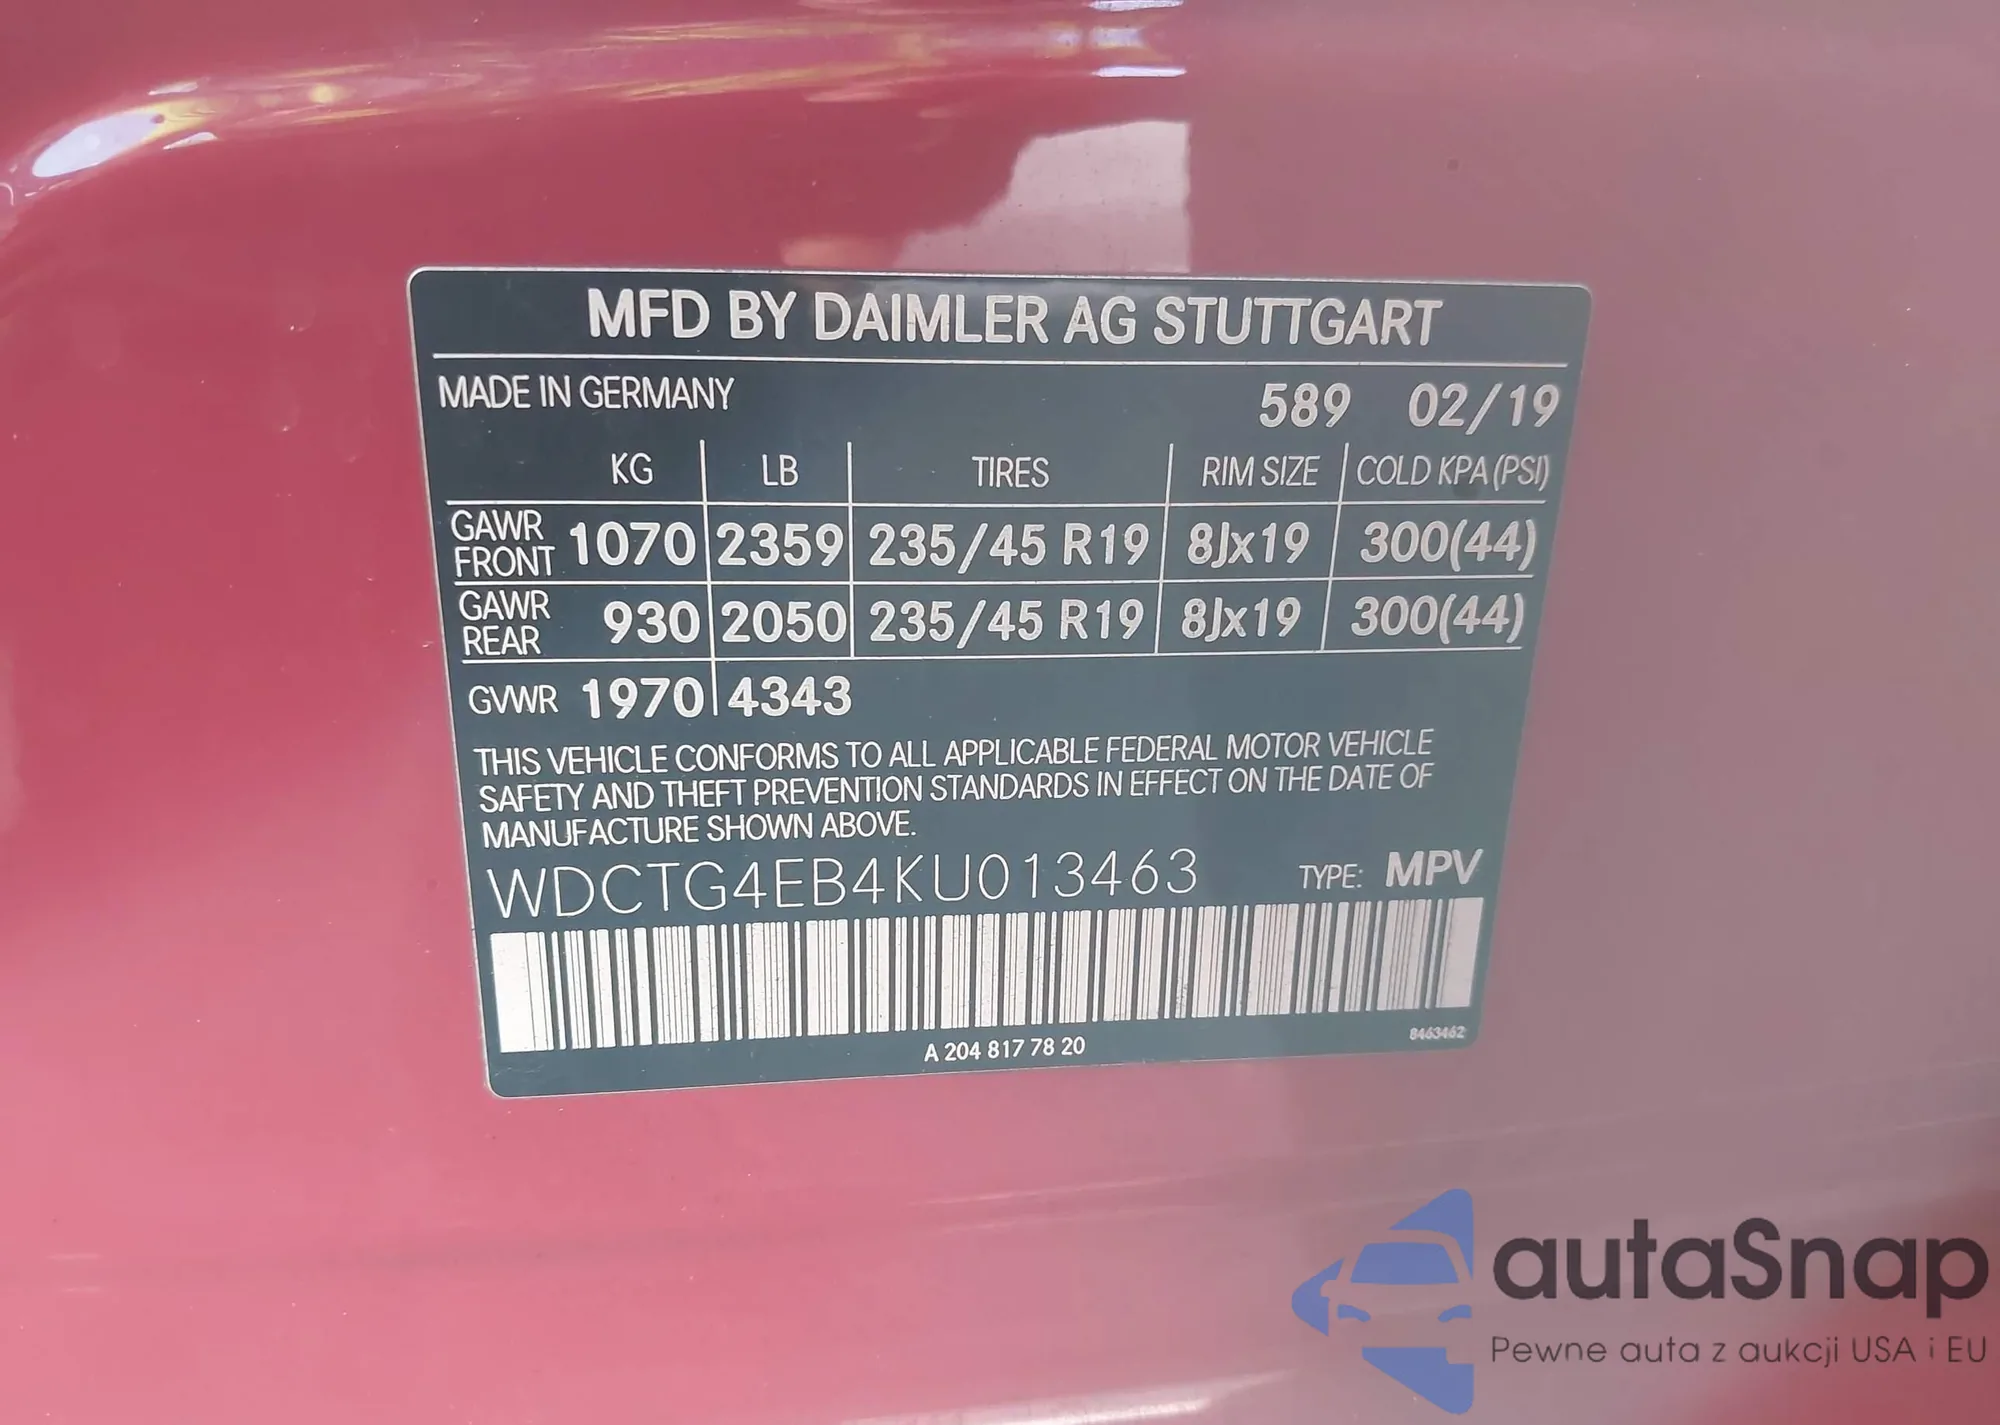 MFD BY DAIMLER AG STUTTGART
MADE IN GERMANY 589 02/19
KG LB TIRES RIM SIZE COLD KPA (PSI)
GAWR FRONT 1070 2359 235/45 R19 8Jx19 300(44)
GAWR REAR 930 2050 235/45 R19 8Jx19 300(44)
GVWR 1970 4343
THIS VEHICLE CONFORMS TO ALL APPLICABLE FEDERAL MOTOR VEHICLE
SAFETY AND THEFT PREVENTION STANDARDS IN EFFECT ON THE DATE OF
MANUFACTURE SHOWN ABOVE.
WDCTG4EB4KU013463 TYPE: MPV
A 204 817 78 20 8463462
autaSnap
Pewne auta z aukcji USA i EU